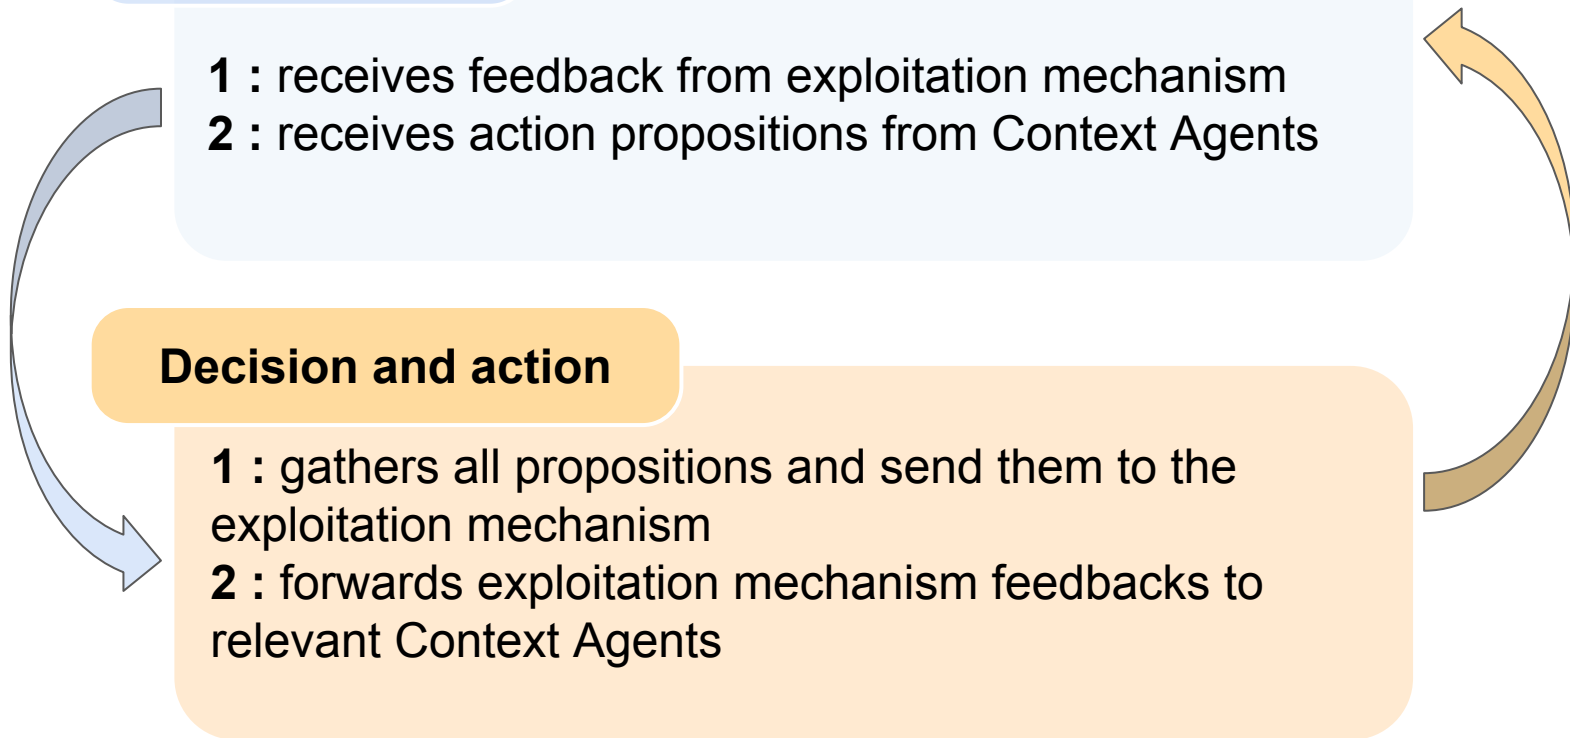 1 : receives feedback from exploitation mechanism
2 : receives action propositions from Context Agents
Decision and action
1 : gathers all propositions and send them to the
exploitation mechanism
2 : forwards exploitation mechanism feedbacks to
relevant Context Agents